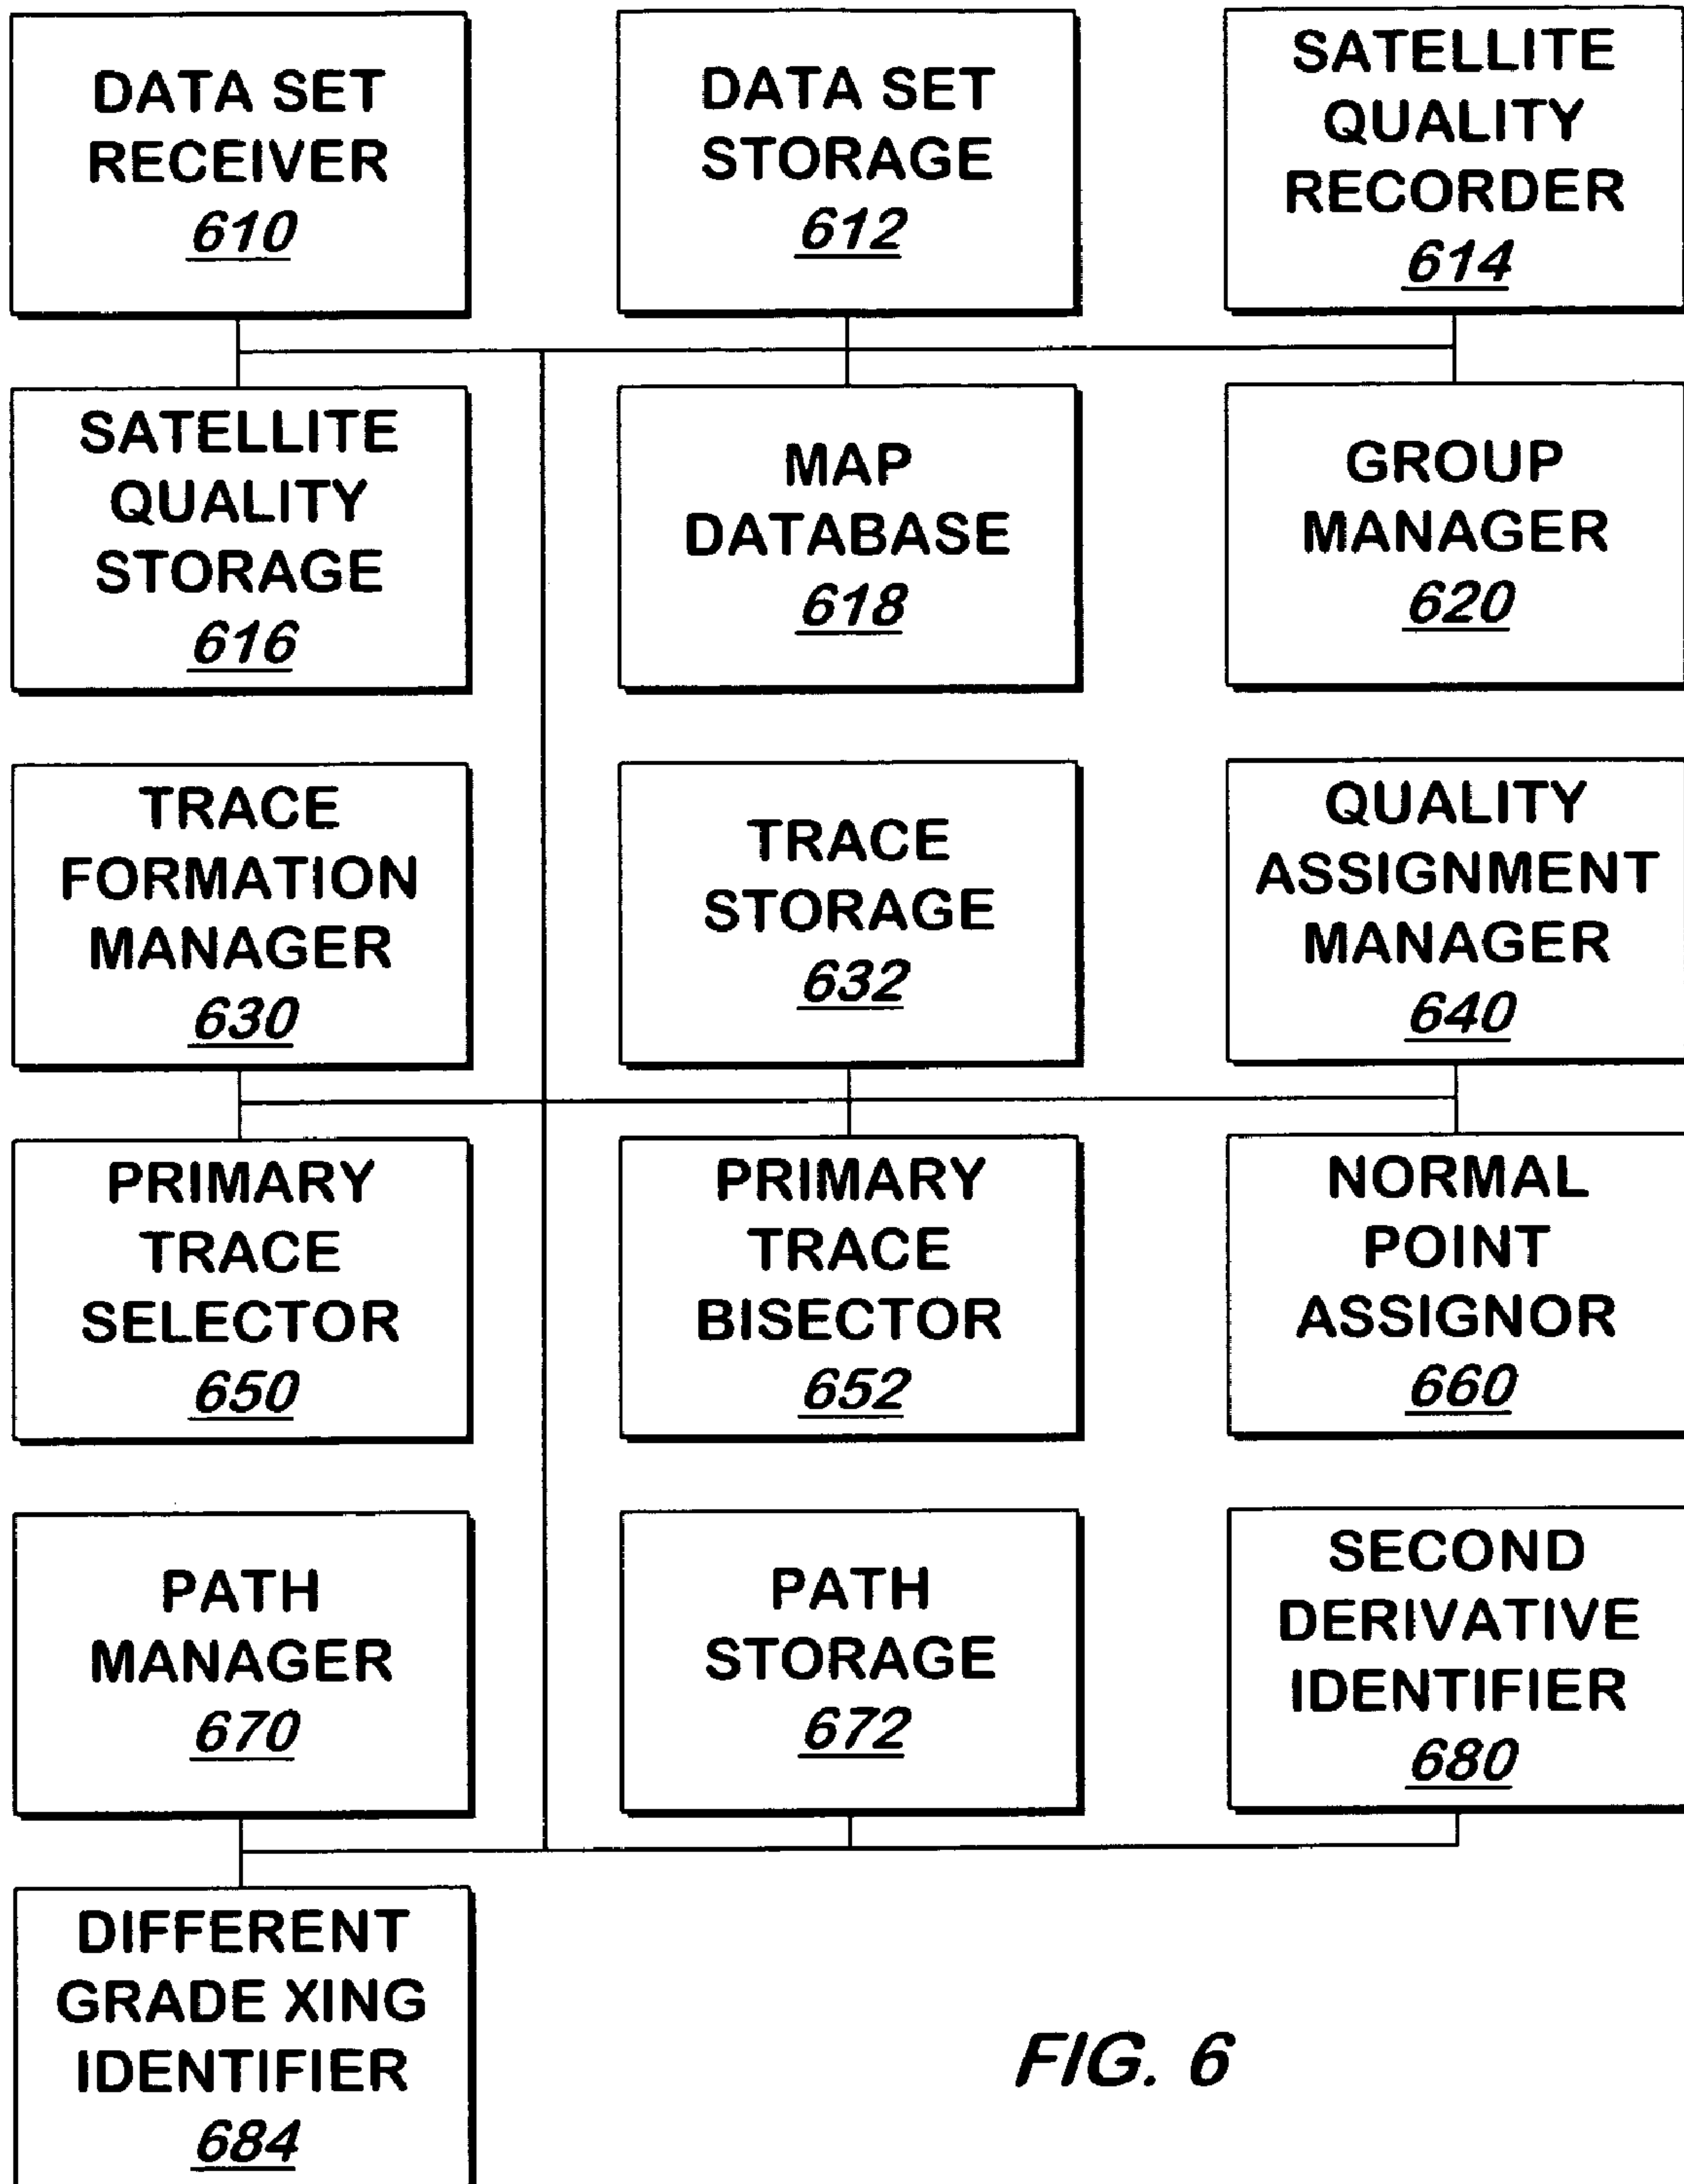 DATA SET
RECEIVER
610
DATA SET
STORAGE
612
SATELLITE
QUALITY
RECORDER
614
SATELLITE
QUALITY
STORAGE
616
MAP
DATABASE
618
GROUP
MANAGER
620
TRACE
FORMATION
MANAGER
630
TRACE
STORAGE
632
QUALITY
ASSIGNMENT
MANAGER
640
PRIMARY
TRACE
SELECTOR
650
PRIMARY
TRACE
BISECTOR
652
NORMAL
POINT
ASSIGNOR
660
PATH
MANAGER
670
PATH
STORAGE
672
SECOND
DERIVATIVE
IDENTIFIER
680
DIFFERENT
GRADE XING
IDENTIFIER
684
FIG. 6